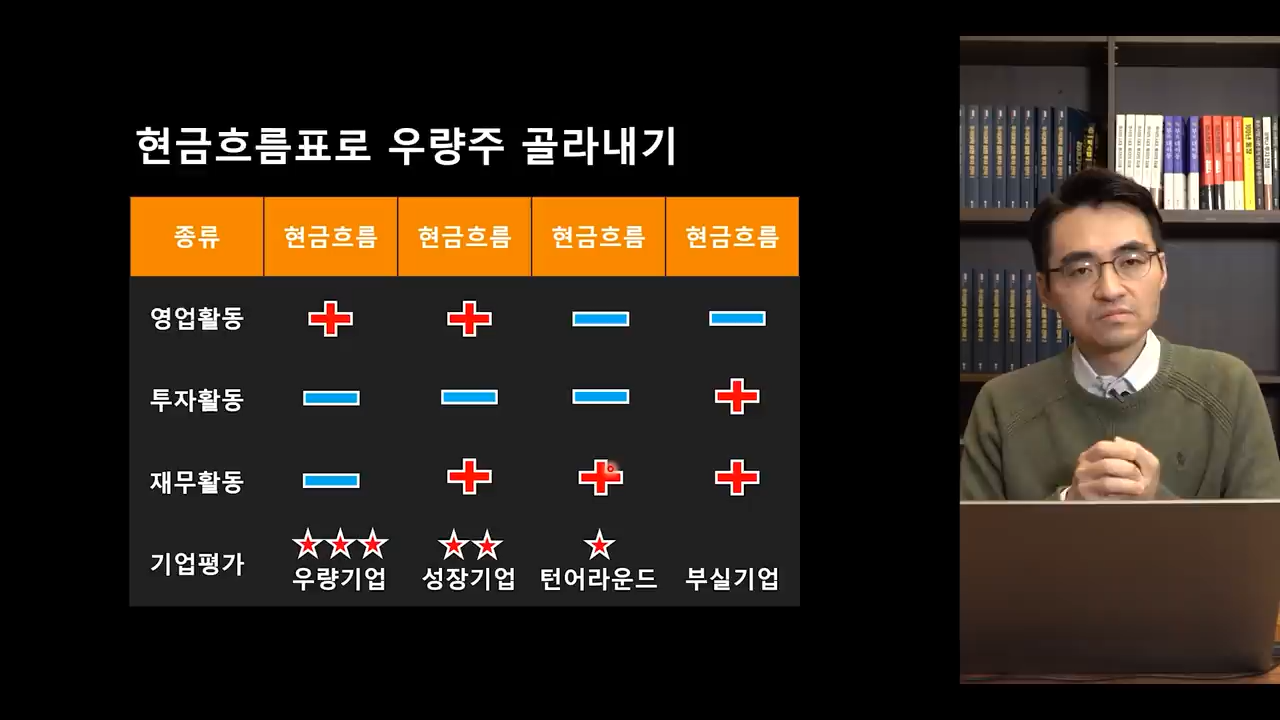 현금흐름표로 우량주 골라내기
종류 현금흐름 현금흐름 현금흐름 현금흐름
영업활동
투자활동
재무활동
기업평가
우량기업 성장기업 턴어라운드 부실기업